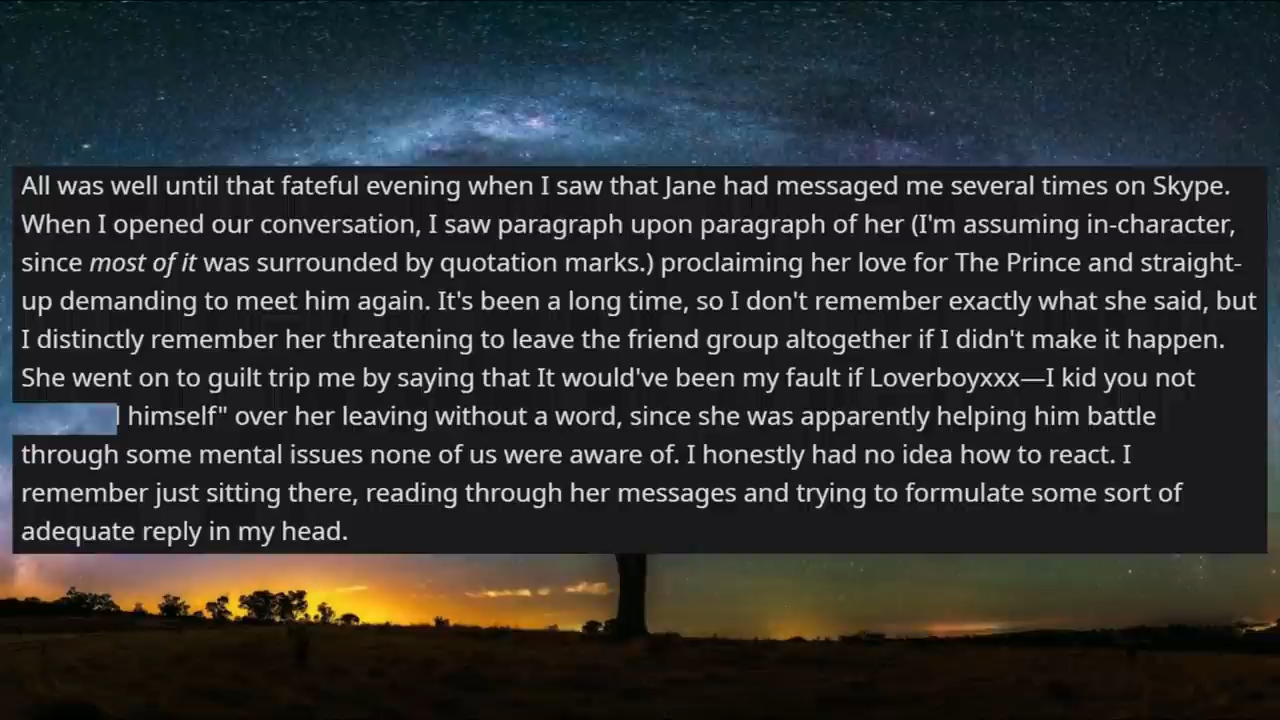 All was well until that fateful evening when I saw that Jane had messaged me several times on Skype.
When I opened our conversation, I saw paragraph upon paragraph of her (I'm assuming in-character,
since most of it was surrounded by quotation marks.) proclaiming her love for The Prince and straight-
up demanding to meet him again. It's been a long time, so I don't remember exactly what she said, but
I distinctly remember her threatening to leave the friend group altogether if I didn't make it happen.
She went on to guilt trip me by saying that It would've been my fault if Loverboyxxx—I kid you not
himself" over her leaving without a word, since she was apparently helping him battle
through some mental issues none of us were aware of. I honestly had no idea how to react. I
remember just sitting there, reading through her messages and trying to formulate some sort of
adequate reply in my head.